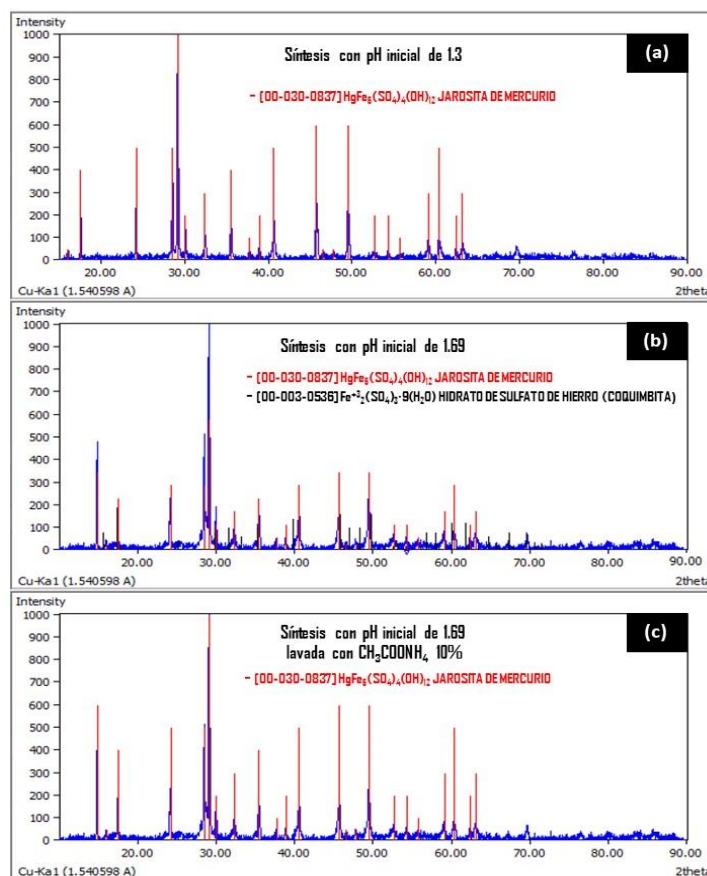 Intensity
(a)
Síntesis con pH inicial de 1.3
– [00-030-0837] HgFe₆(SO₄)₄(OH)₁₂ JAROSITA DE MERCURIO
1000
900
800
700
600
500
400
300
200
100
0
20.00 30.00 40.00 50.00 60.00 70.00 80.00 90.00
Cu-Ka1 (1.540598 A) 2theta
Intensity
(b)
Síntesis con pH inicial de 1.69
– [00-030-0837] HgFe₆(SO₄)₄(OH)₁₂ JAROSITA DE MERCURIO
– [00-003-0536] Fe⁺³₂(SO₄)₃·9(H₂O) HIDRATO DE SULFATO DE HIERRO (COQUIMBITA)
1000
900
800
700
600
500
400
300
200
100
0
20.00 30.00 40.00 50.00 60.00 70.00 80.00 90.00
Cu-Ka1 (1.540598 A) 2theta
Intensity
(c)
Síntesis con pH inicial de 1.69
lavada con CH₃COONH₄ 10%
– [00-030-0837] HgFe₆(SO₄)₄(OH)₁₂ JAROSITA DE MERCURIO
1000
900
800
700
600
500
400
300
200
100
0
20.00 30.00 40.00 50.00 60.00 70.00 80.00 90.00
Cu-Ka1 (1.540598 A) 2theta